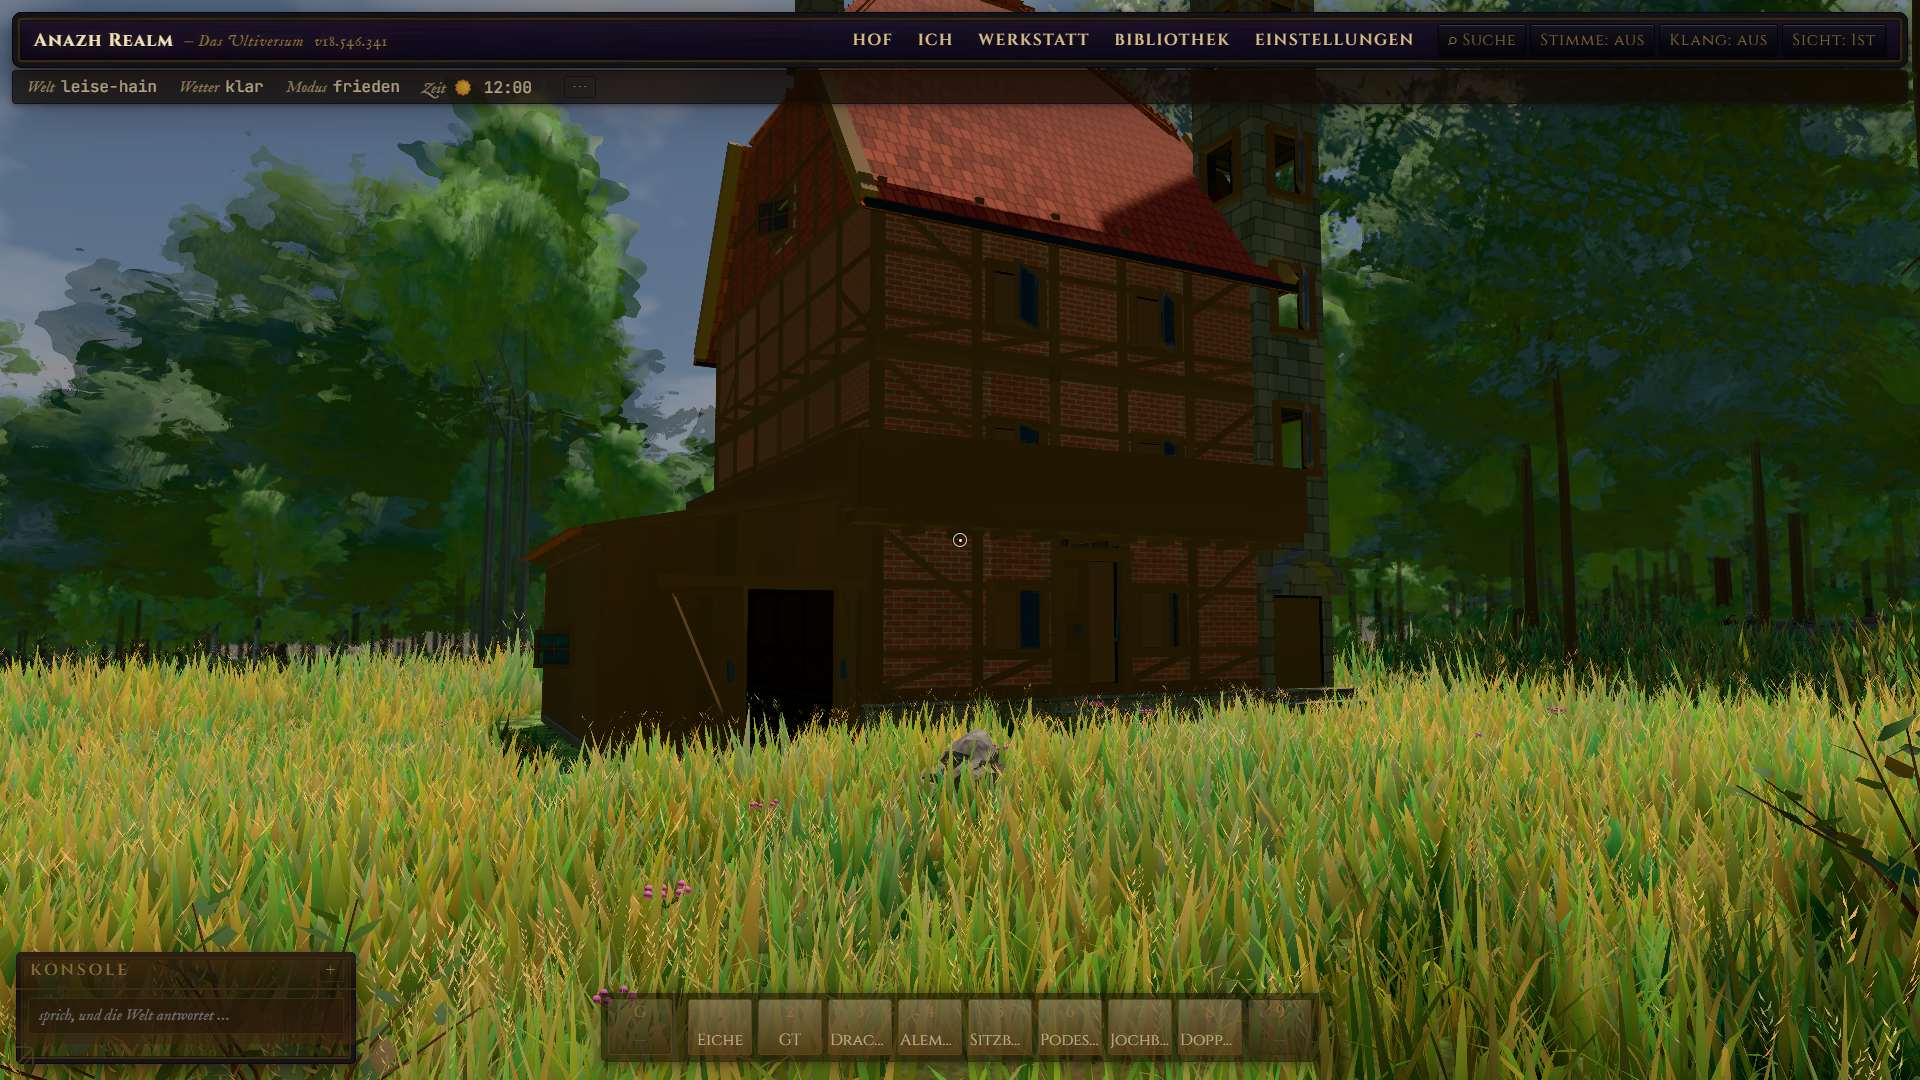 Anazh Realm — Das Ultiversum v18.546.341
HOF ICH WERKSTATT BIBLIOTHEK EINSTELLUNGEN
⌕ SUCHE STIMME: AUS KLANG: AUS SICHT: IST
Welt leise-hain Wetter klar Modus frieden Zeit 12:00 ...
KONSOLE +
sprich, und die Welt antwortet ...
G 1 2 3 4 5 6 7 8 9
— EICHE GT DRAC... ALEM... SITZB... PODES... JOCHB... DOPP... —